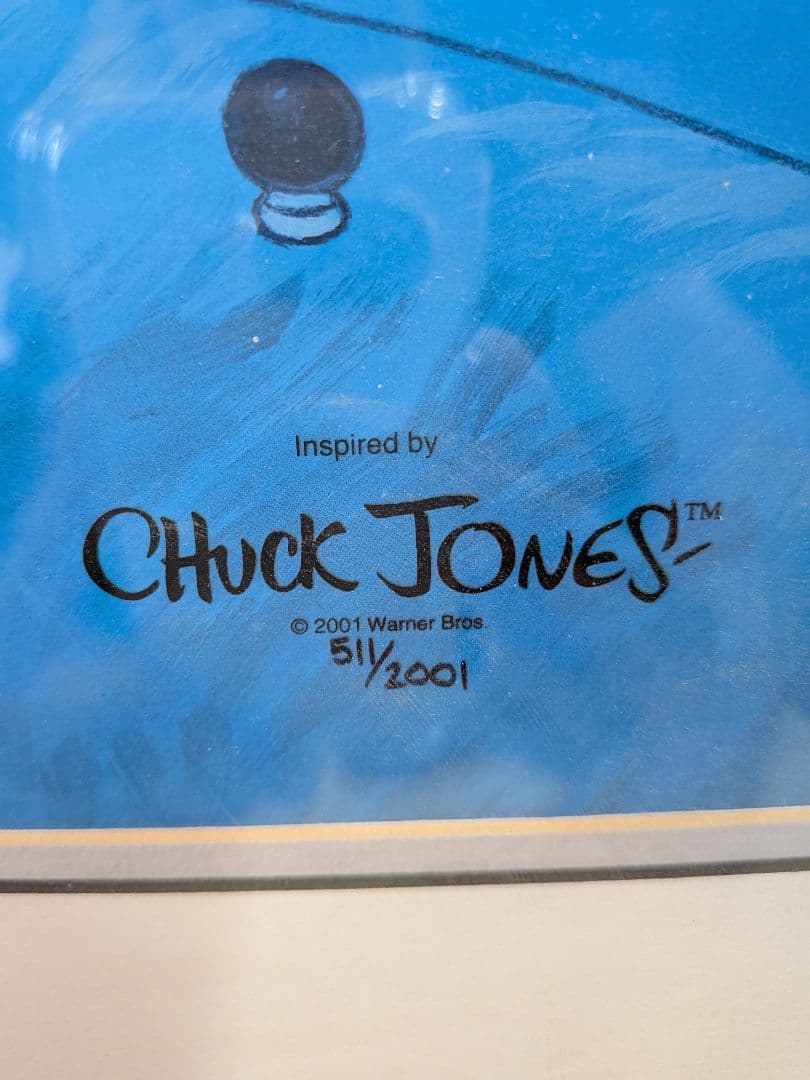 Inspired by
CHUCK JONES™
© 2001 Warner Bros.
511/2001